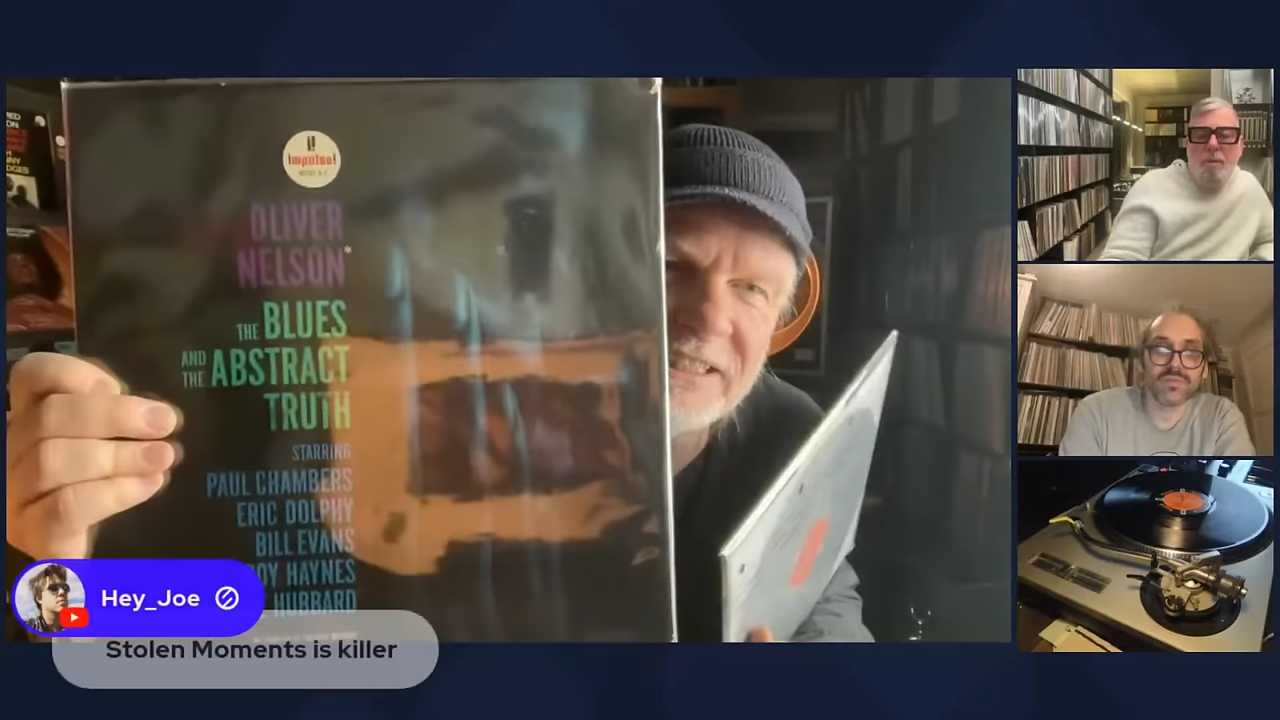 impulse!
OLIVER
NELSON
THE BLUES
AND THE ABSTRACT
TRUTH
STARRING
PAUL CHAMBERS
ERIC DOLPHY
BILL EVANS
OY HAYNES
HUBBARD
Hey_Joe
Stolen Moments is killer